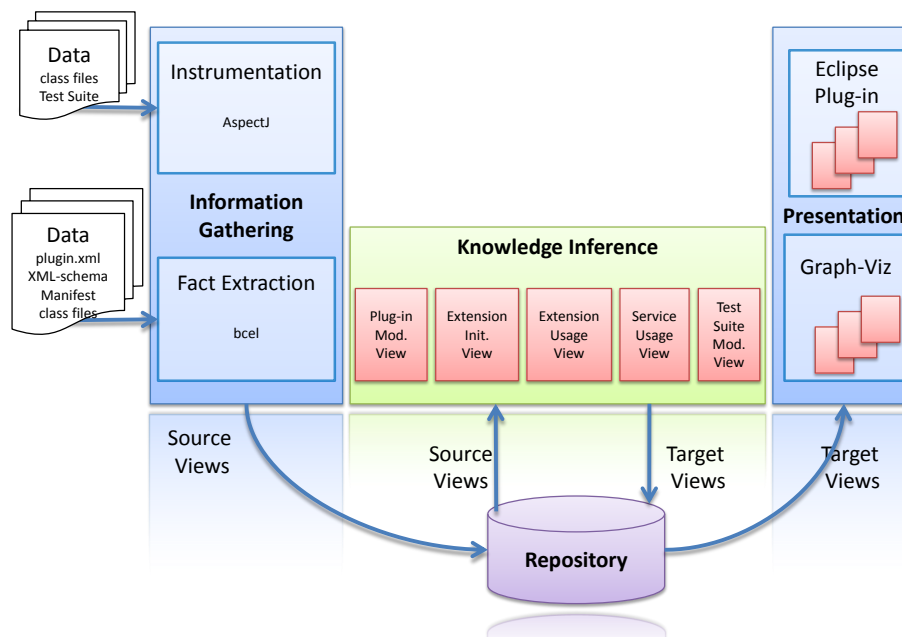 Data
class files
Test Suite
Instrumentation
AspectJ
Information
Gathering
Data
plugin.xml
XML-schema
Manifest
class files
Fact Extraction
bcel
Knowledge Inference
Plug-in
Mod.
View
Extension
Init.
View
Extension
Usage
View
Service
Usage
View
Test
Suite
Mod.
View
Eclipse
Plug-in
Presentation
Graph-Viz
Source
Views
Source
Views
Target
Views
Target
Views
Repository